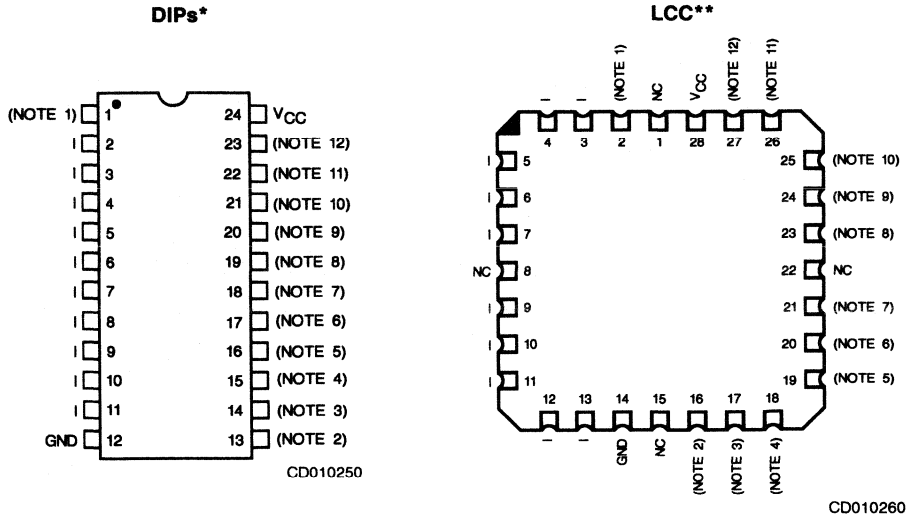 DIPs*
(NOTE 1) 1 24 VCC
I 2 23 (NOTE 12)
I 3 22 (NOTE 11)
I 4 21 (NOTE 10)
I 5 20 (NOTE 9)
I 6 19 (NOTE 8)
I 7 18 (NOTE 7)
I 8 17 (NOTE 6)
I 9 16 (NOTE 5)
I 10 15 (NOTE 4)
I 11 14 (NOTE 3)
GND 12 13 (NOTE 2)
CD010250
LCC**
I I (NOTE 1) NC VCC (NOTE 12) (NOTE 11)
4 3 2 1 28 27 26
I 5 25 (NOTE 10)
I 6 24 (NOTE 9)
I 7 23 (NOTE 8)
NC 8 22 NC
I 9 21 (NOTE 7)
I 10 20 (NOTE 6)
I 11 19 (NOTE 5)
12 13 14 15 16 17 18
I I GND NC (NOTE 2) (NOTE 3) (NOTE 4)
CD010260